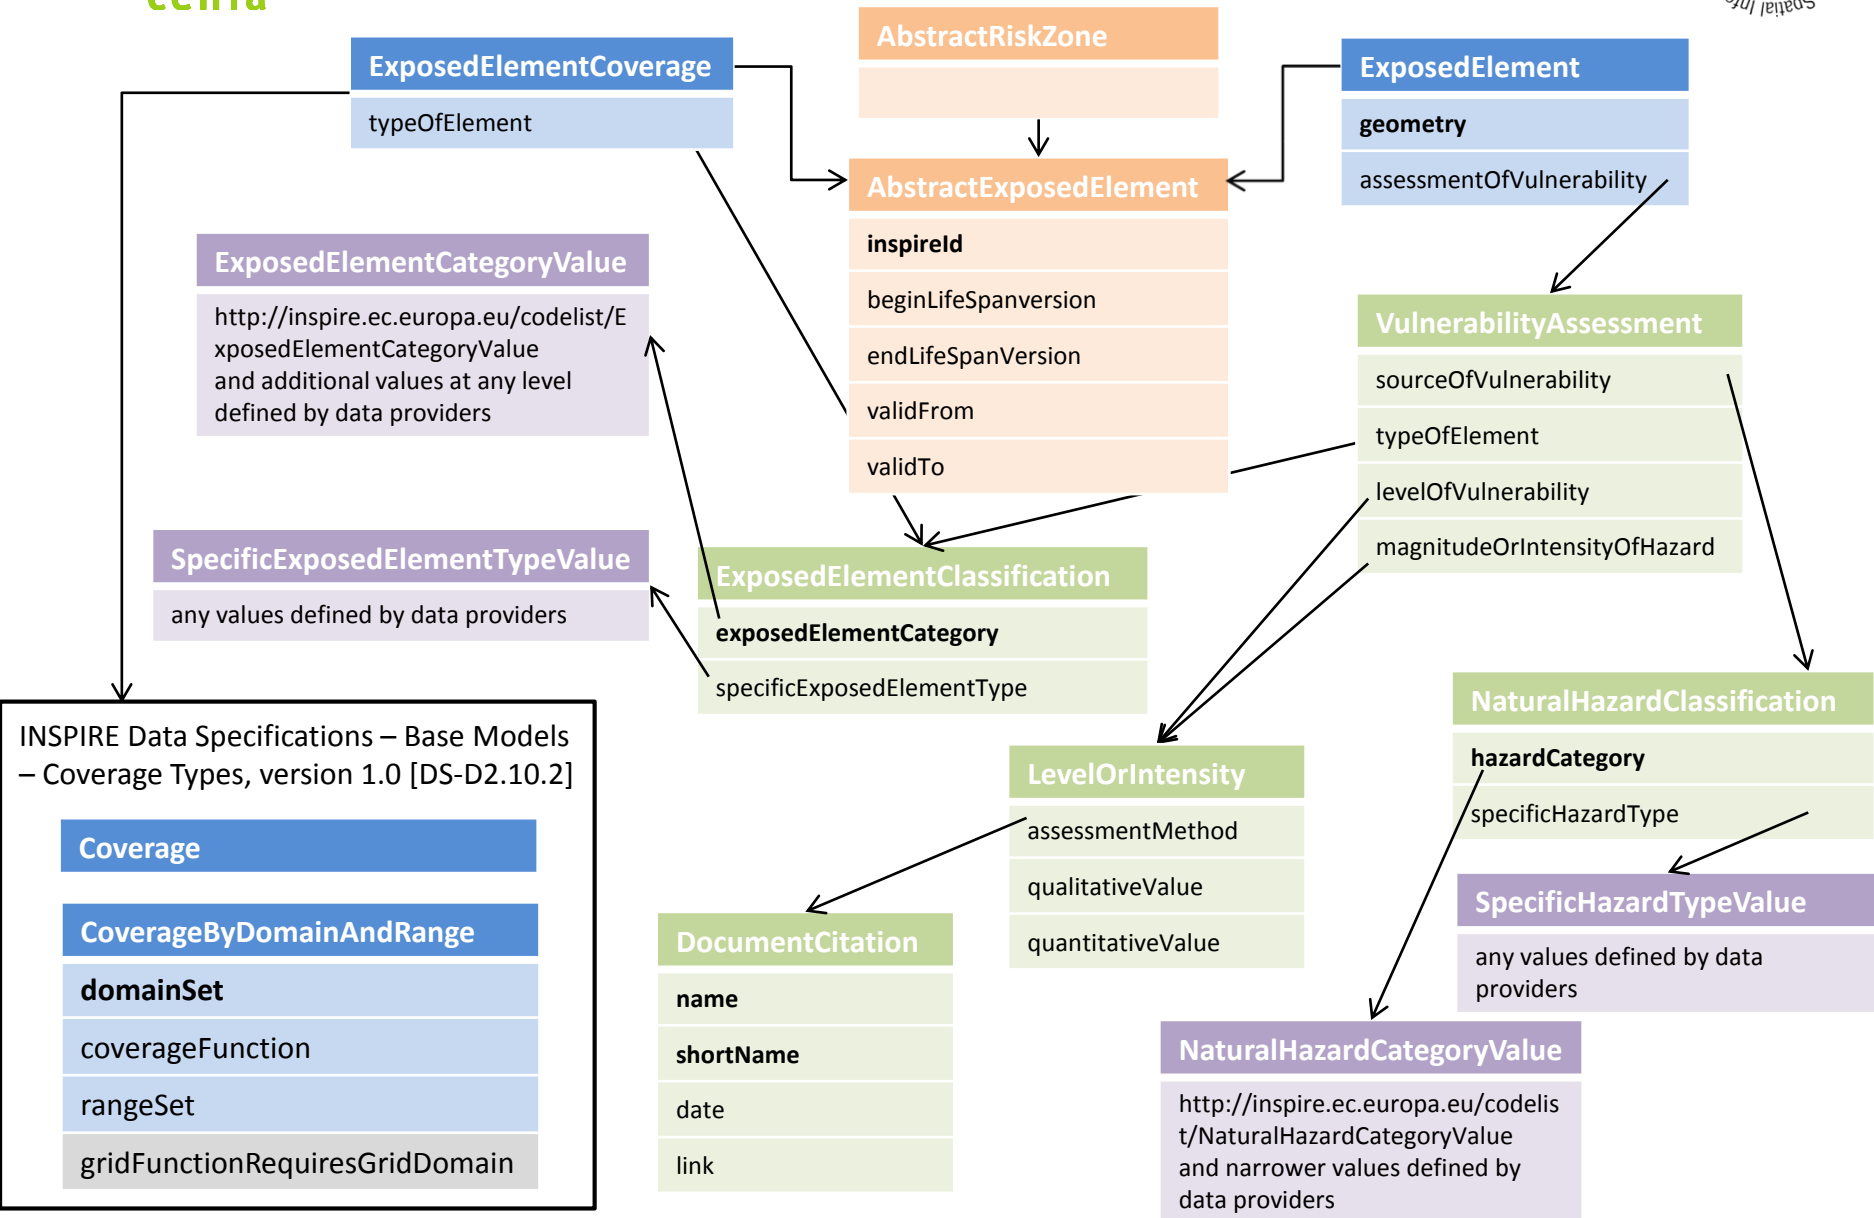 AbstractRiskZone
ExposedElementCoverage
typeOfElement
ExposedElement
geometry
assessmentOfVulnerability
AbstractExposedElement
inspireId
beginLifeSpanversion
endLifeSpanVersion
validFrom
validTo
ExposedElementCategoryValue
http://inspire.ec.europa.eu/codelist/E
xposedElementCategoryValue
and additional values at any level
defined by data providers
VulnerabilityAssessment
sourceOfVulnerability
typeOfElement
levelOfVulnerability
magnitudeOrIntensityOfHazard
SpecificExposedElementTypeValue
any values defined by data providers
ExposedElementClassification
exposedElementCategory
specificExposedElementType
NaturalHazardClassification
hazardCategory
specificHazardType
INSPIRE Data Specifications – Base Models
– Coverage Types, version 1.0 [DS-D2.10.2]
Coverage
CoverageByDomainAndRange
domainSet
coverageFunction
rangeSet
gridFunctionRequiresGridDomain
LevelOrIntensity
assessmentMethod
qualitativeValue
quantitativeValue
DocumentCitation
name
shortName
date
link
SpecificHazardTypeValue
any values defined by data
providers
NaturalHazardCategoryValue
http://inspire.ec.europa.eu/codelis
t/NaturalHazardCategoryValue
and narrower values defined by
data providers